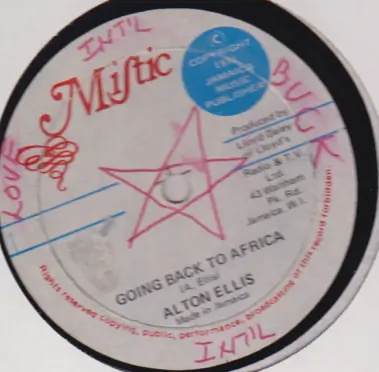 INT'L
Miftic
C
COPYRIGHT
1978
JAMAICA
MUSIC
PUBLISHER
BUCK
LOVE
Produced by
Lloyd Daley
Lloyd's
Radio & T.V.
Ltd.
43 Waltham
Pk. Rd.
Jamaica, W.I.
GOING BACK TO AFRICA
(A. Ellis)
ALTON ELLIS
Made in Jamaica
Rights reserved copying, public, performance, broadcasting of this record forbidden.
INT'L